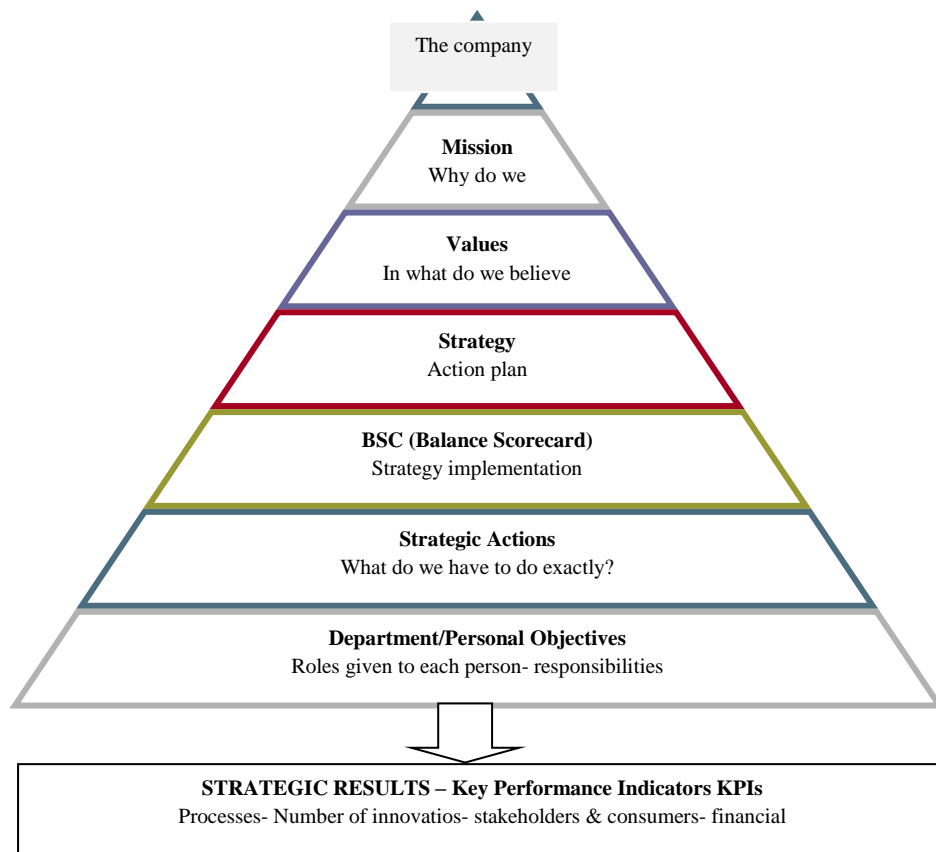 The company
Mission
Why do we
Values
In what do we believe
Strategy
Action plan
BSC (Balance Scorecard)
Strategy implementation
Strategic Actions
What do we have to do exactly?
Department/Personal Objectives
Roles given to each person- responsibilities
STRATEGIC RESULTS – Key Performance Indicators KPIs
Processes- Number of innovatios- stakeholders & consumers- financial